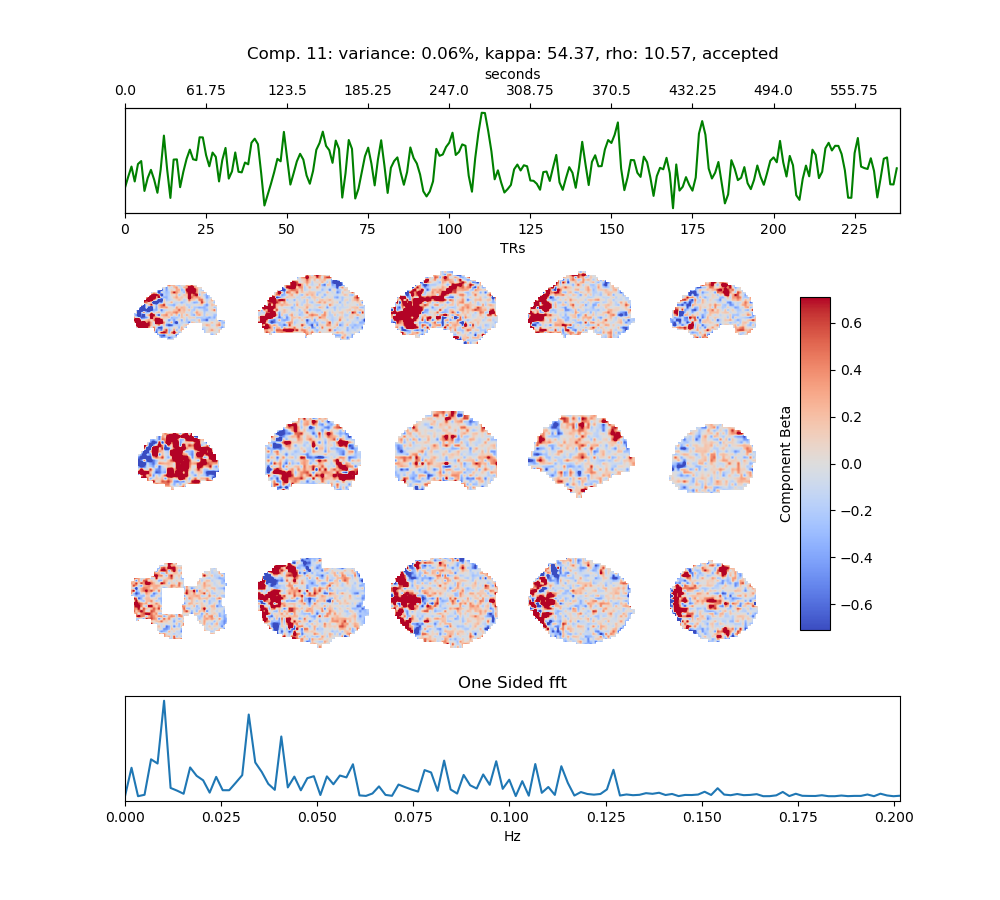 Comp. 11: variance: 0.06%, kappa: 54.37, rho: 10.57, accepted
seconds
0.0 61.75 123.5 185.25 247.0 308.75 370.5 432.25 494.0 555.75
0 25 50 75 100 125 150 175 200 225
TRs
0.6
0.4
0.2
0.0
−0.2
−0.4
−0.6
Component Beta
One Sided fft
0.000 0.025 0.050 0.075 0.100 0.125 0.150 0.175 0.200
Hz